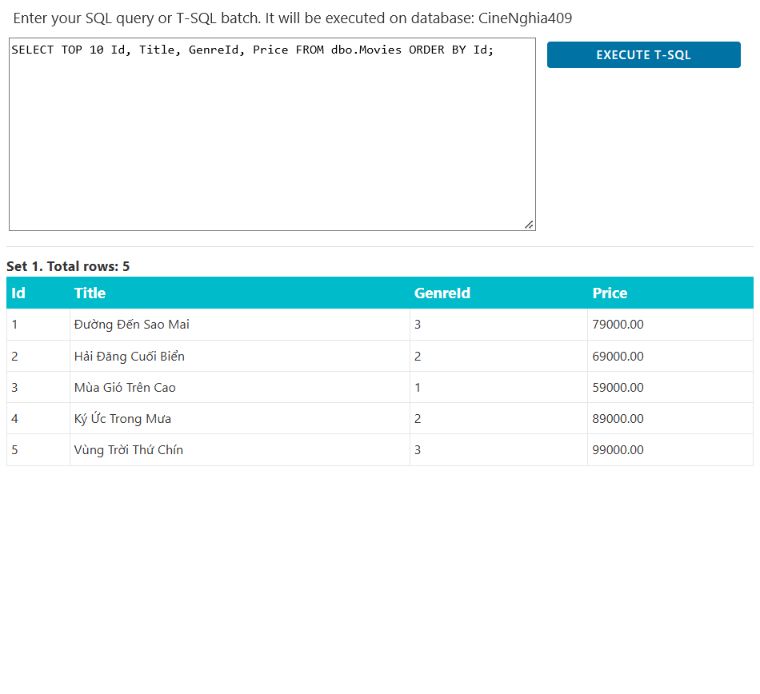 Enter your SQL query or T-SQL batch. It will be executed on database: CineNghia409
SELECT TOP 10 Id, Title, GenreId, Price FROM dbo.Movies ORDER BY Id;
EXECUTE T-SQL
Set 1. Total rows: 5
Id Title GenreId Price
1 Đường Đến Sao Mai 3 79000.00
2 Hải Đăng Cuối Biển 2 69000.00
3 Mùa Gió Trên Cao 1 59000.00
4 Ký Ức Trong Mưa 2 89000.00
5 Vùng Trời Thứ Chín 3 99000.00